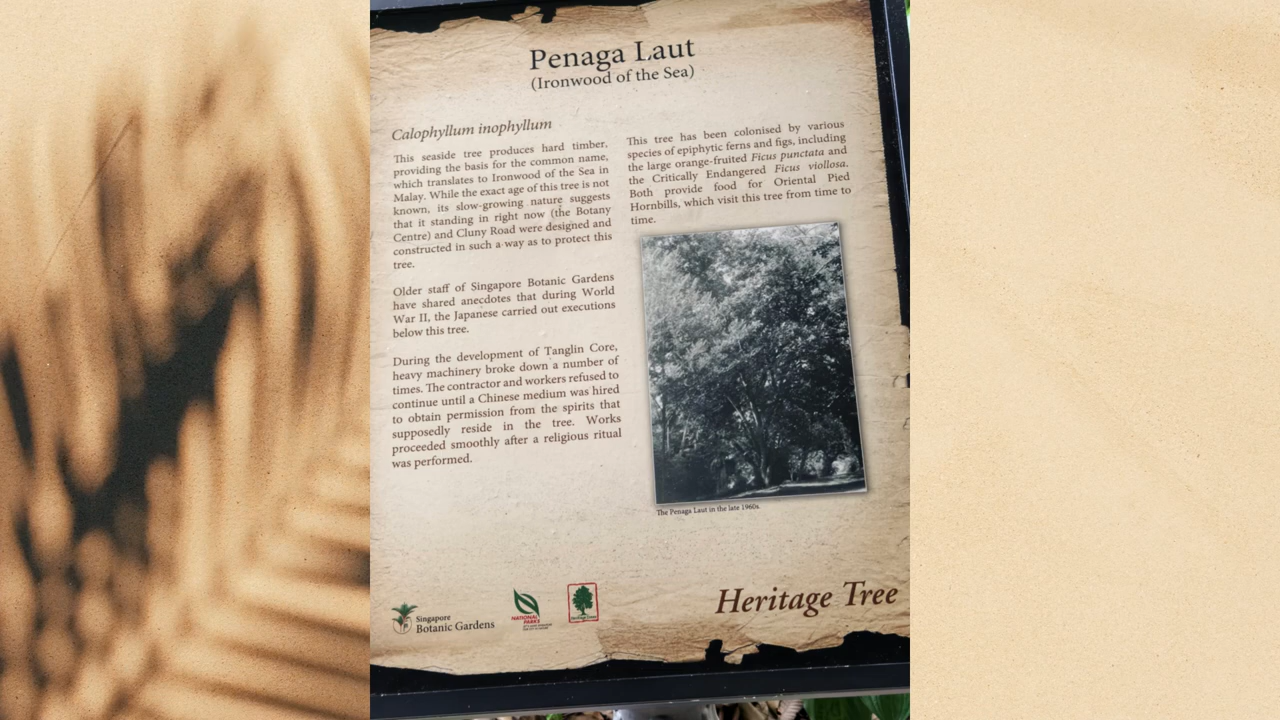 Penaga Laut
(Ironwood of the Sea)
Calophyllum inophyllum
This seaside tree produces hard timber,
providing the basis for the common name,
which translates to Ironwood of the Sea in
Malay. While the exact age of this tree is not
known, its slow-growing nature suggests
that it standing in right now (the Botany
Centre) and Cluny Road were designed and
constructed in such a way as to protect this
tree.
Older staff of Singapore Botanic Gardens
have shared anecdotes that during World
War II, the Japanese carried out executions
below this tree.
During the development of Tanglin Core,
heavy machinery broke down a number of
times. The contractor and workers refused to
continue until a Chinese medium was hired
to obtain permission from the spirits that
supposedly reside in the tree. Works
proceeded smoothly after a religious ritual
was performed.
This tree has been colonised by various
species of epiphytic ferns and figs, including
the large orange-fruited Ficus punctata and
the Critically Endangered Ficus viollosa.
Both provide food for Oriental Pied
Hornbills, which visit this tree from time to
time.
The Penaga Laut in the late 1960s.
Singapore
Botanic Gardens
NATIONAL
PARKS
Heritage Trees
Heritage Tree